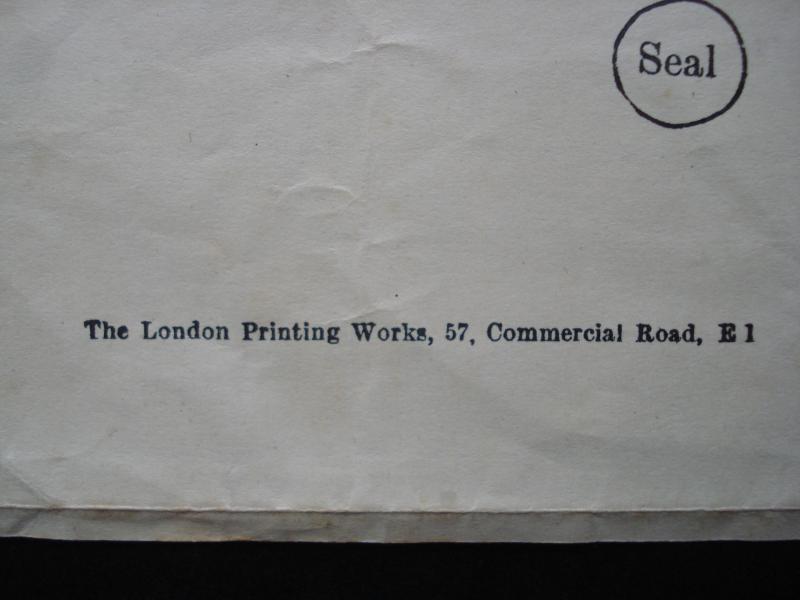 Seal
The London Printing Works, 57, Commercial Road, E 1